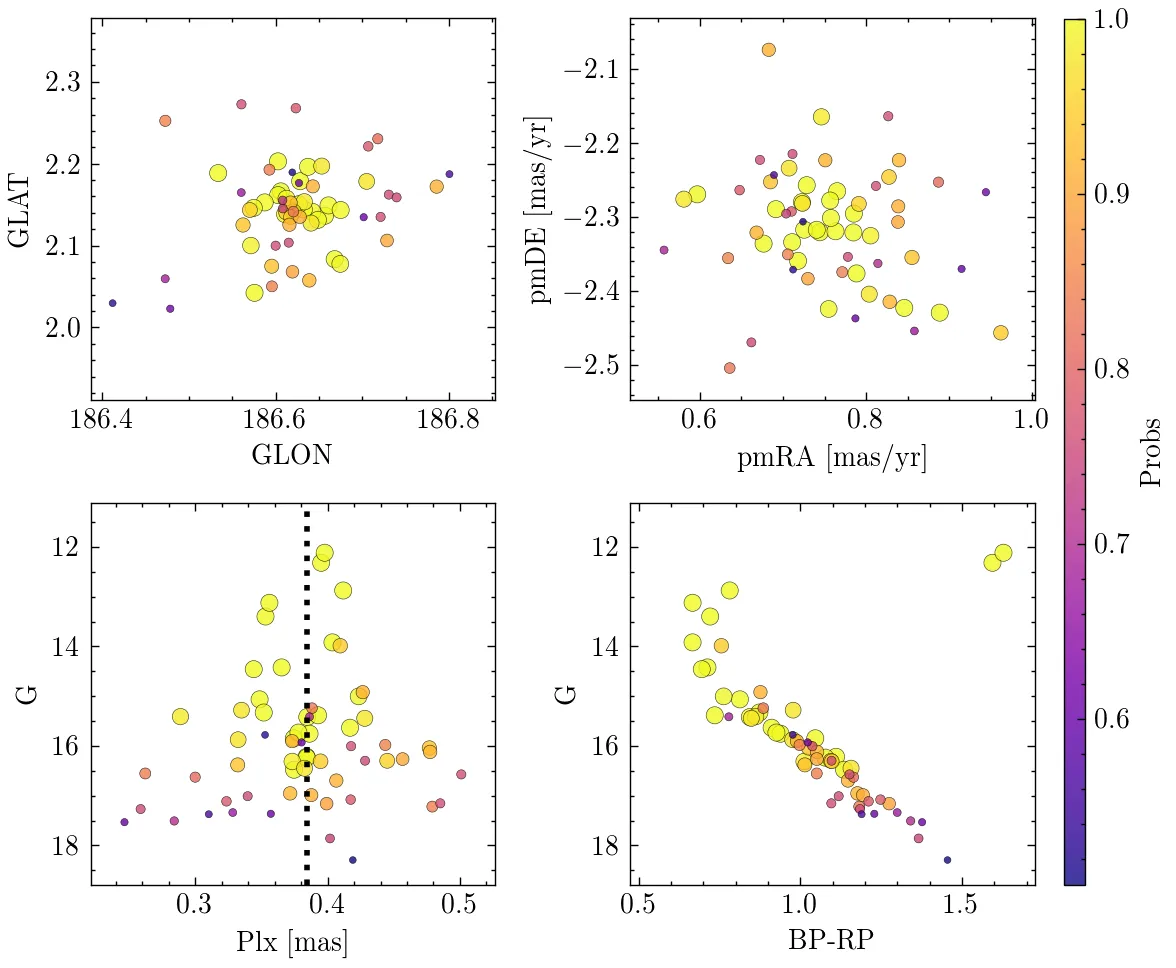 2.3
2.2
2.1
2.0
GLAT
186.4 186.6 186.8
GLON
−2.1
−2.2
−2.3
−2.4
−2.5
pmDE [mas/yr]
0.6 0.8 1.0
pmRA [mas/yr]
12
14
16
18
G
0.3 0.4 0.5
Plx [mas]
12
14
16
18
G
0.5 1.0 1.5
BP-RP
1.0
0.9
0.8
0.7
0.6
Probs